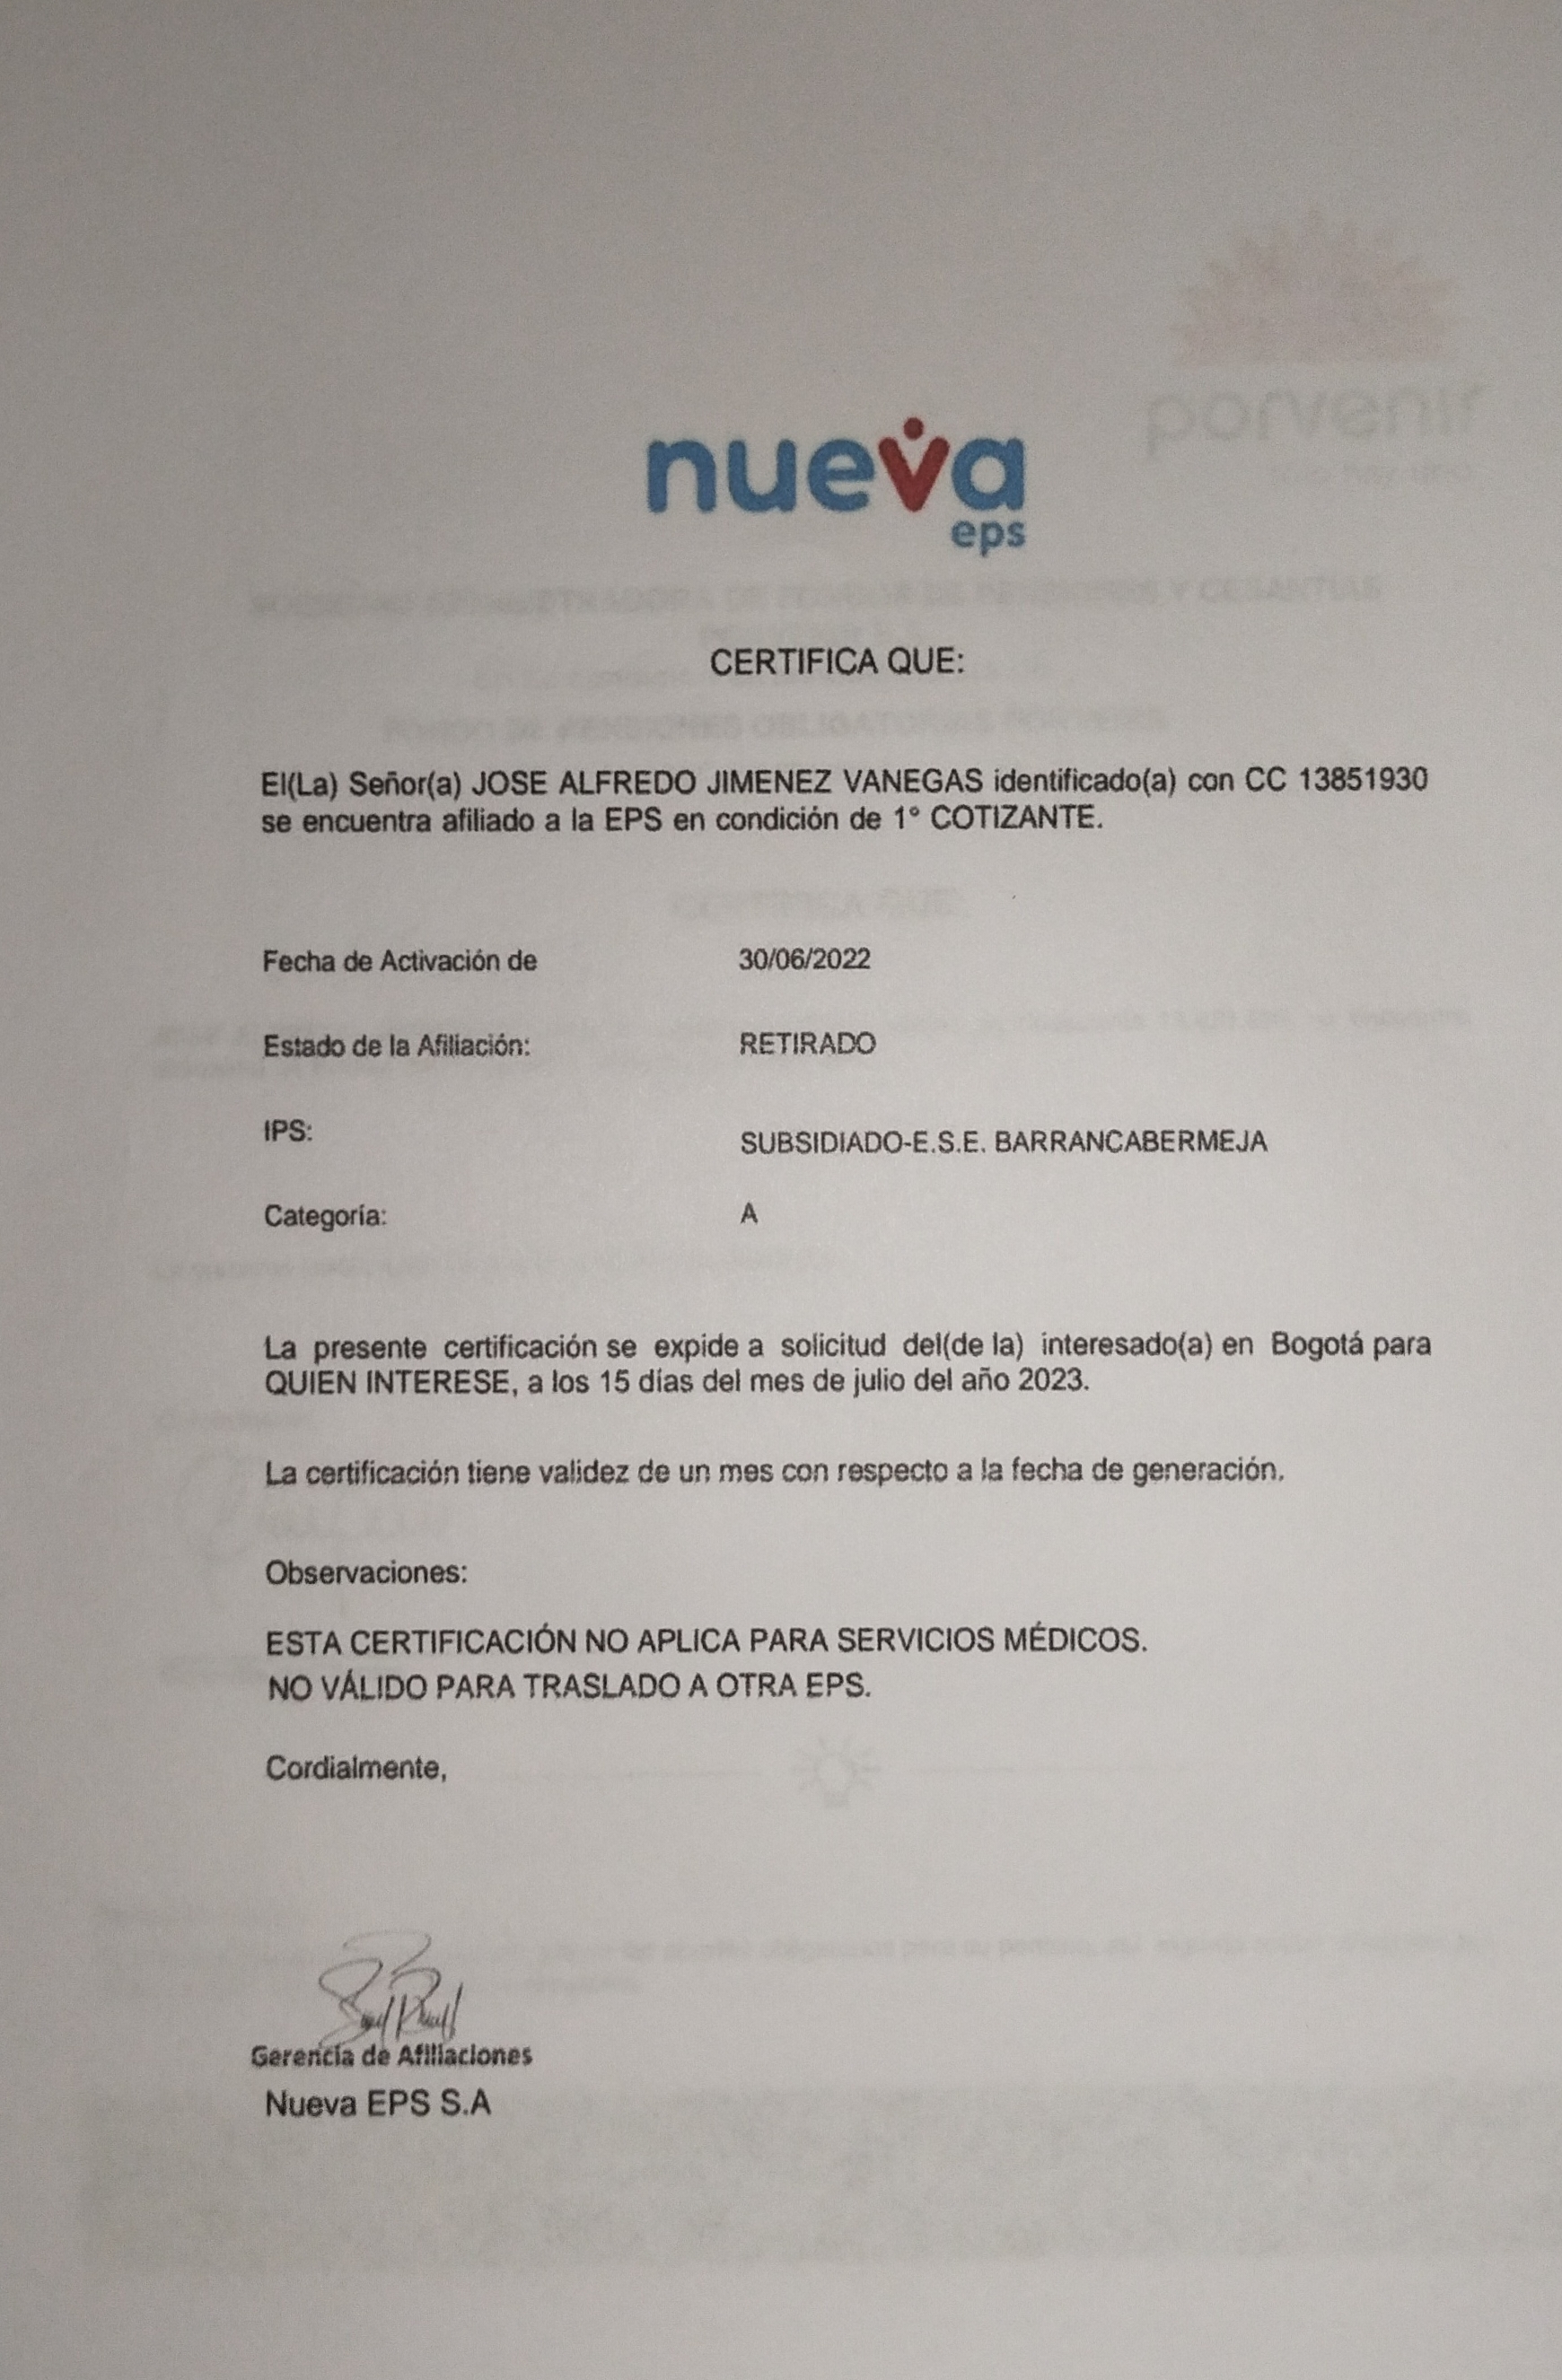 porvenir
nueva
eps
CERTIFICA QUE:
El(La) Señor(a) JOSE ALFREDO JIMENEZ VANEGAS identificado(a) con CC 13851930
se encuentra afiliado a la EPS en condición de 1° COTIZANTE.
Fecha de Activación de 30/06/2022
Estado de la Afiliación: RETIRADO
IPS: SUBSIDIADO-E.S.E. BARRANCABERMEJA
Categoría: A
La presente certificación se expide a solicitud del(de la) interesado(a) en Bogotá para
QUIEN INTERESE, a los 15 días del mes de julio del año 2023.
La certificación tiene validez de un mes con respecto a la fecha de generación.
Observaciones:
ESTA CERTIFICACIÓN NO APLICA PARA SERVICIOS MÉDICOS.
NO VÁLIDO PARA TRASLADO A OTRA EPS.
Cordialmente,
Gerencia de Afiliaciones
Nueva EPS S.A